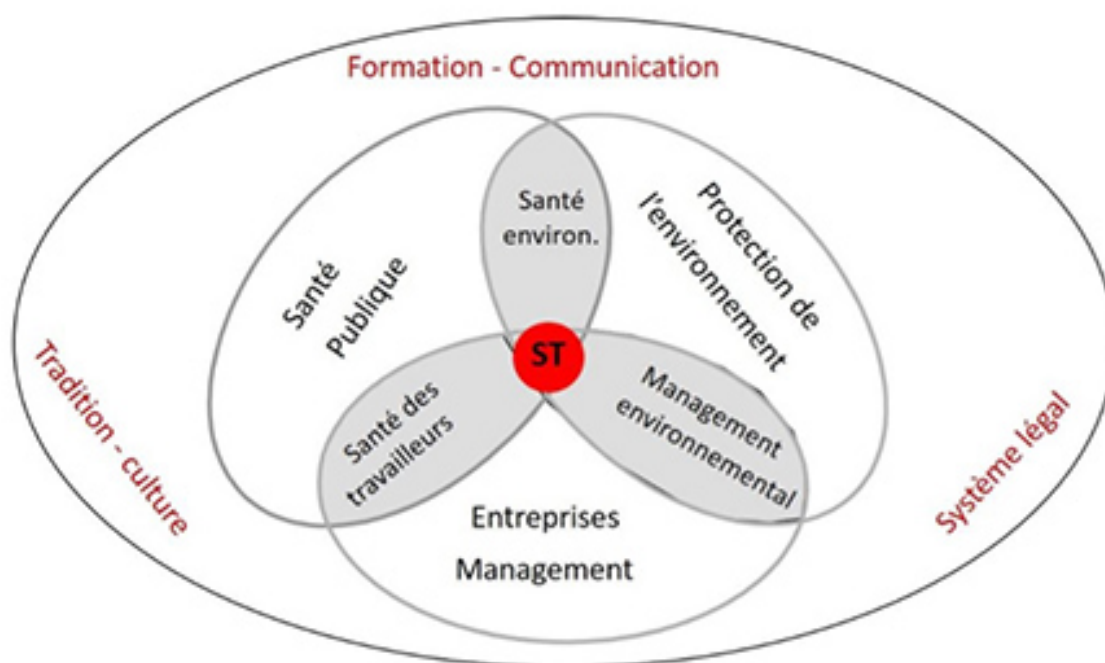 Formation - Communication
Santé
environ.
Protection de
l'environnement
Santé
Publique
ST
Tradition - culture
Santé des
travailleurs
Management
environnemental
Système légal
Entreprises
Management